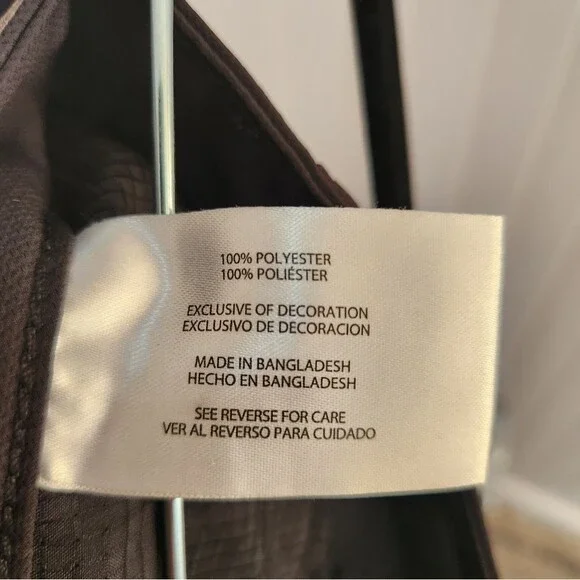 100% POLYESTER
100% POLIÉSTER
EXCLUSIVE OF DECORATION
EXCLUSIVO DE DECORACION
MADE IN BANGLADESH
HECHO EN BANGLADESH
SEE REVERSE FOR CARE
VER AL REVERSO PARA CUIDADO